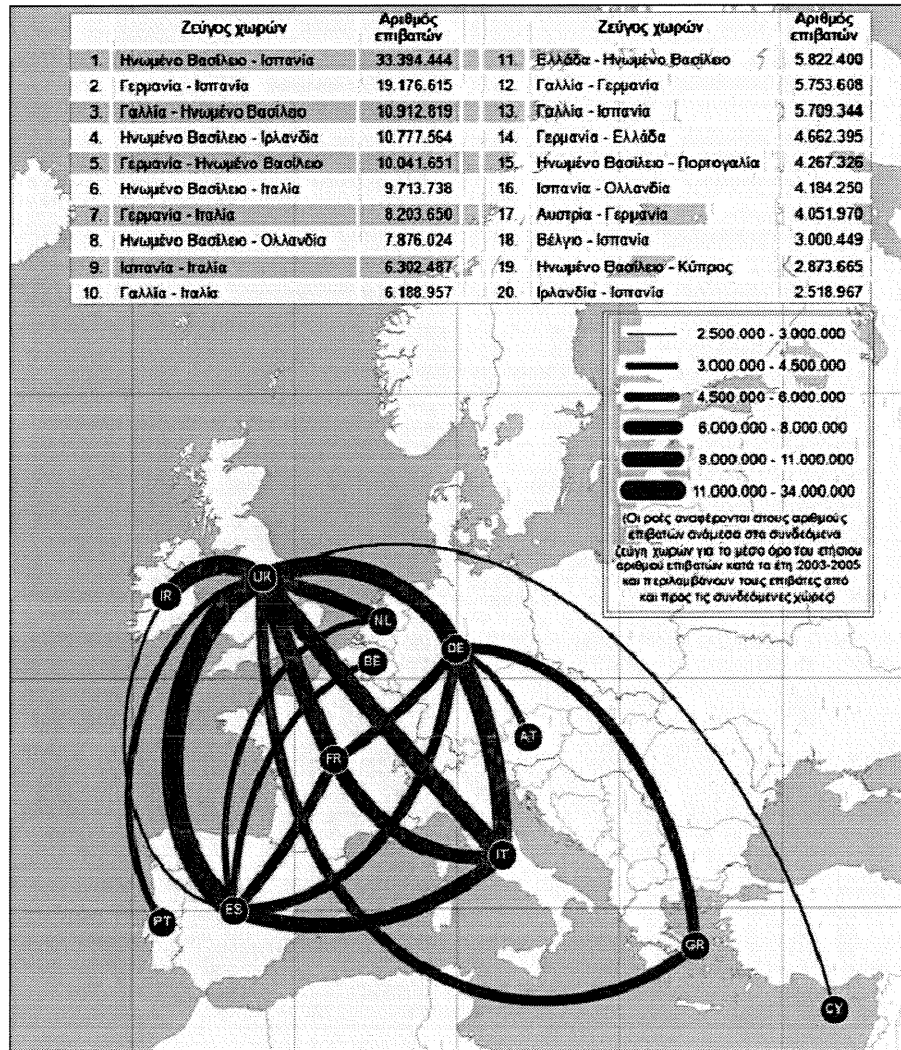 Ζεύγος χωρών Αριθμός επιβατών Ζεύγος χωρών Αριθμός επιβατών
1. Ηνωμένο Βασίλειο - Ισπανία 33.394.444 11. Ελλάδα - Ηνωμένο Βασίλειο 5.822.400
2. Γερμανία - Ισπανία 19.176.615 12. Γαλλία - Γερμανία 5.753.608
3. Γαλλία - Ηνωμένο Βασίλειο 10.912.819 13. Γαλλία - Ισπανία 5.709.344
4. Ηνωμένο Βασίλειο - Ιρλανδία 10.777.564 14. Γερμανία - Ελλάδα 4.662.395
5. Γερμανία - Ηνωμένο Βασίλειο 10.041.651 15. Ηνωμένο Βασίλειο - Πορτογαλία 4.267.326
6. Ηνωμένο Βασίλειο - Ιταλία 9.713.738 16. Ισπανία - Ολλανδία 4.184.250
7. Γερμανία - Ιταλία 8.203.650 17. Αυστρία - Γερμανία 4.051.970
8. Ηνωμένο Βασίλειο - Ολλανδία 7.876.024 18. Βέλγιο - Ισπανία 3.000.449
9. Ισπανία - Ιταλία 6.302.487 19. Ηνωμένο Βασίλειο - Κύπρος 2.873.665
10. Γαλλία - Ιταλία 6.188.957 20. Ιρλανδία - Ισπανία 2.518.967
2.500.000 - 3.000.000
3.000.000 - 4.500.000
4.500.000 - 6.000.000
6.000.000 - 8.000.000
8.000.000 - 11.000.000
11.000.000 - 34.000.000
(Οι ροές αναφέρονται στους αριθμούς
επιβατών ανάμεσα στα συνδεόμενα
ζεύγη χωρών για το μέσο όρο του ετήσιου
αριθμού επιβατών κατά τα έτη 2003-2005
και περιλαμβάνουν τους επιβάτες από
και προς τις συνδεόμενες χώρες)
UK
IR
NL
DE
BE
AT
FR
IT
ES
PT
GR
CY